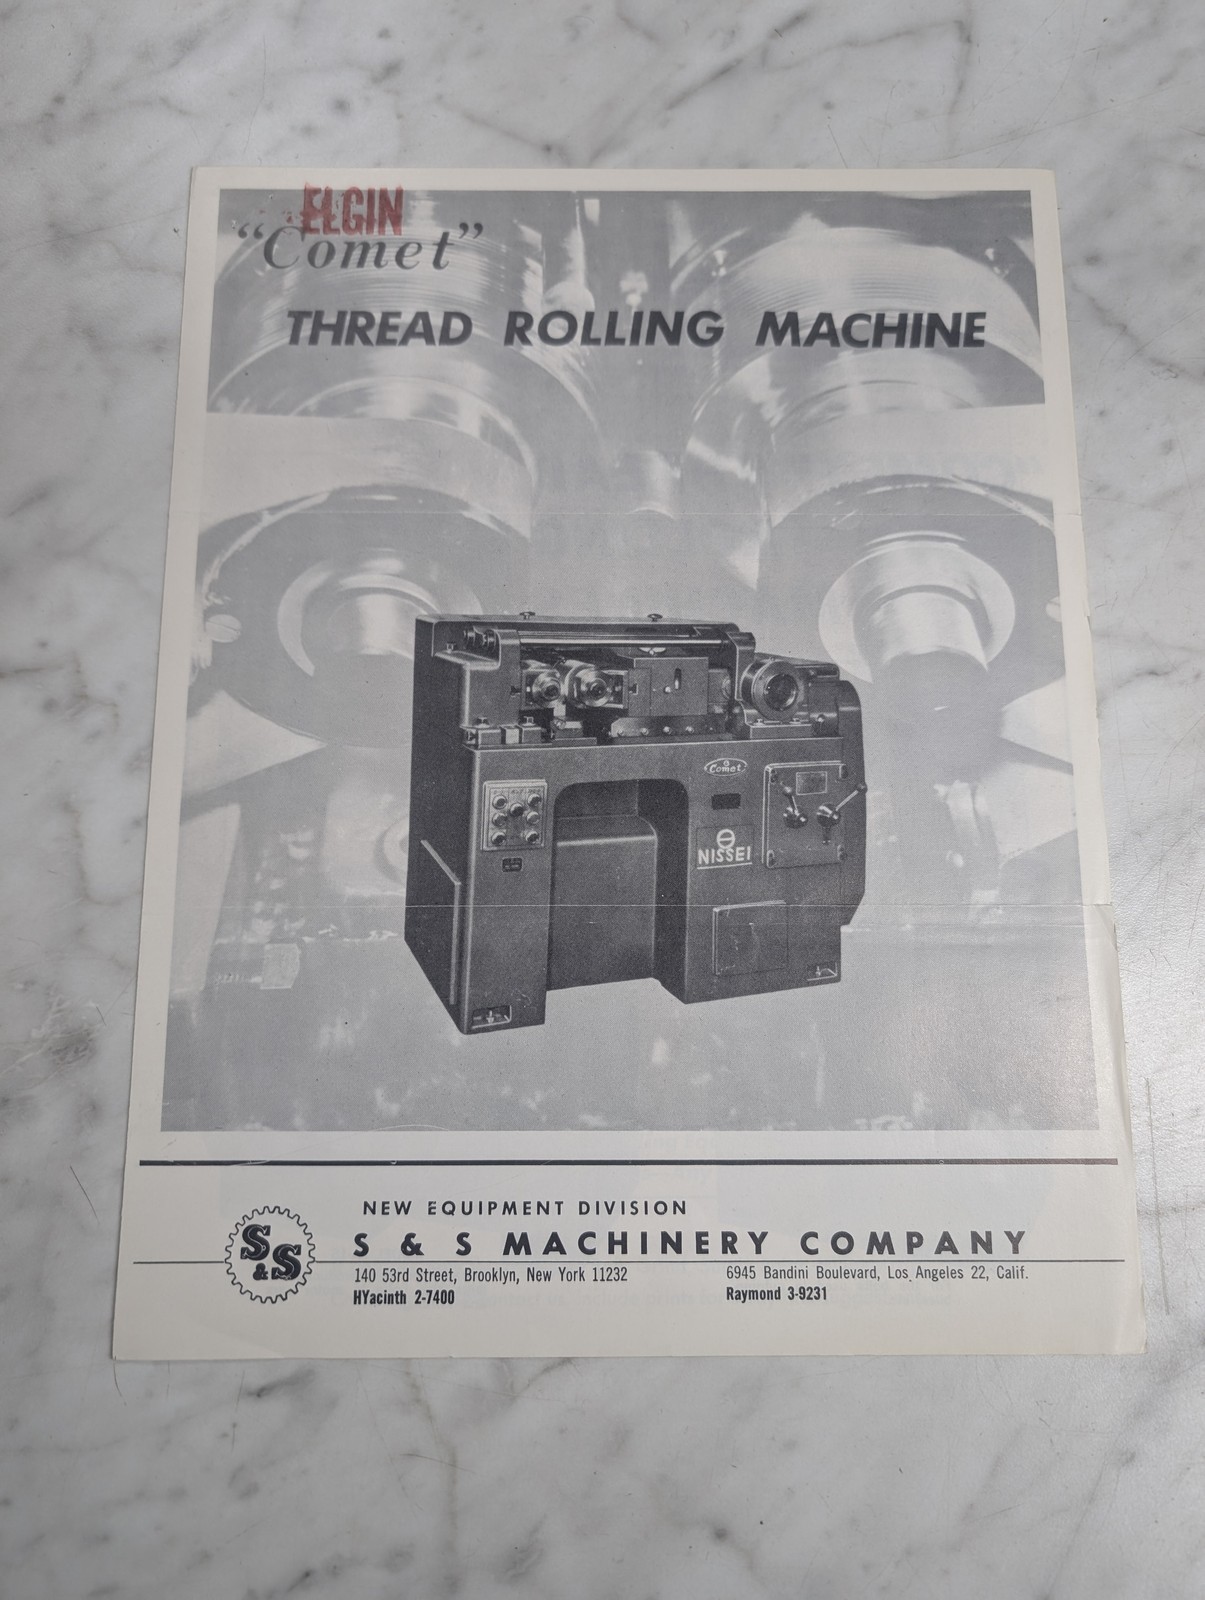 ELGIN
"Comet"
THREAD ROLLING MACHINE
Comet
NISSEI
NEW EQUIPMENT DIVISION
S & S
S & S MACHINERY COMPANY
140 53rd Street, Brooklyn, New York 11232
HYacinth 2-7400
6945 Bandini Boulevard, Los Angeles 22, Calif.
Raymond 3-9231